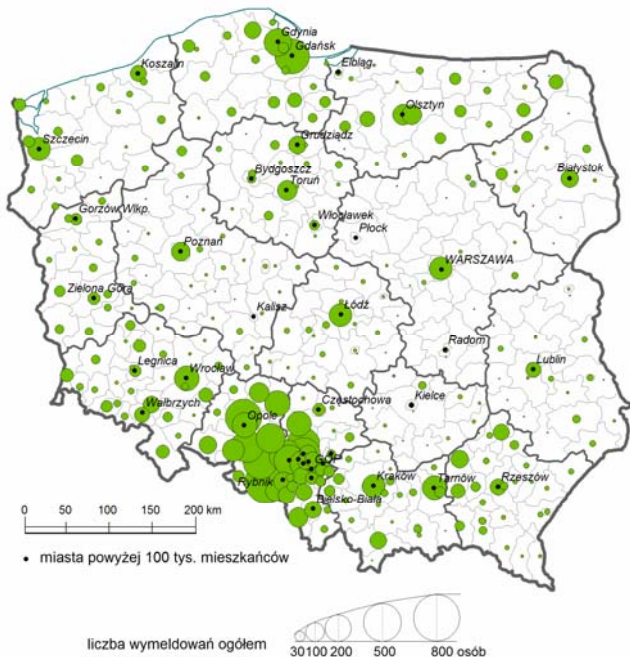 Gdynia
Gdańsk
Koszalin
Elbląg
Olsztyn
Szczecin
Grudziądz
Białystok
Bydgoszcz
Toruń
Gorzów Wlkp.
Włocławek
Płock
Poznań
WARSZAWA
Zielona Góra
Kalisz
Łódź
Radom
Legnica
Wrocław
Lublin
Wałbrzych
Częstochowa
Kielce
Opole
GOP
Rybnik
Kraków
Tarnów
Rzeszów
Bielsko-Biała
0 50 100 150 200 km
• miasta powyżej 100 tys. mieszkańców
liczba wymeldowań ogółem
30 100 200 500 800 osób